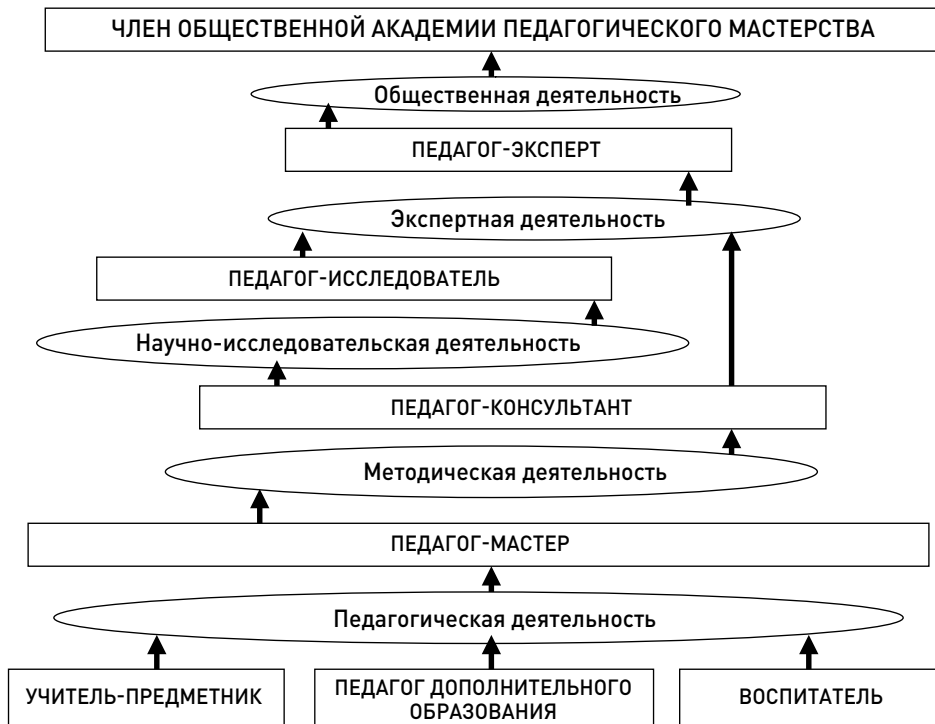 ЧЛЕН ОБЩЕСТВЕННОЙ АКАДЕМИИ ПЕДАГОГИЧЕСКОГО МАСТЕРСТВА
Общественная деятельность
ПЕДАГОГ-ЭКСПЕРТ
Экспертная деятельность
ПЕДАГОГ-ИССЛЕДОВАТЕЛЬ
Научно-исследовательская деятельность
ПЕДАГОГ-КОНСУЛЬТАНТ
Методическая деятельность
ПЕДАГОГ-МАСТЕР
Педагогическая деятельность
УЧИТЕЛЬ-ПРЕДМЕТНИК
ПЕДАГОГ ДОПОЛНИТЕЛЬНОГО
ОБРАЗОВАНИЯ
ВОСПИТАТЕЛЬ